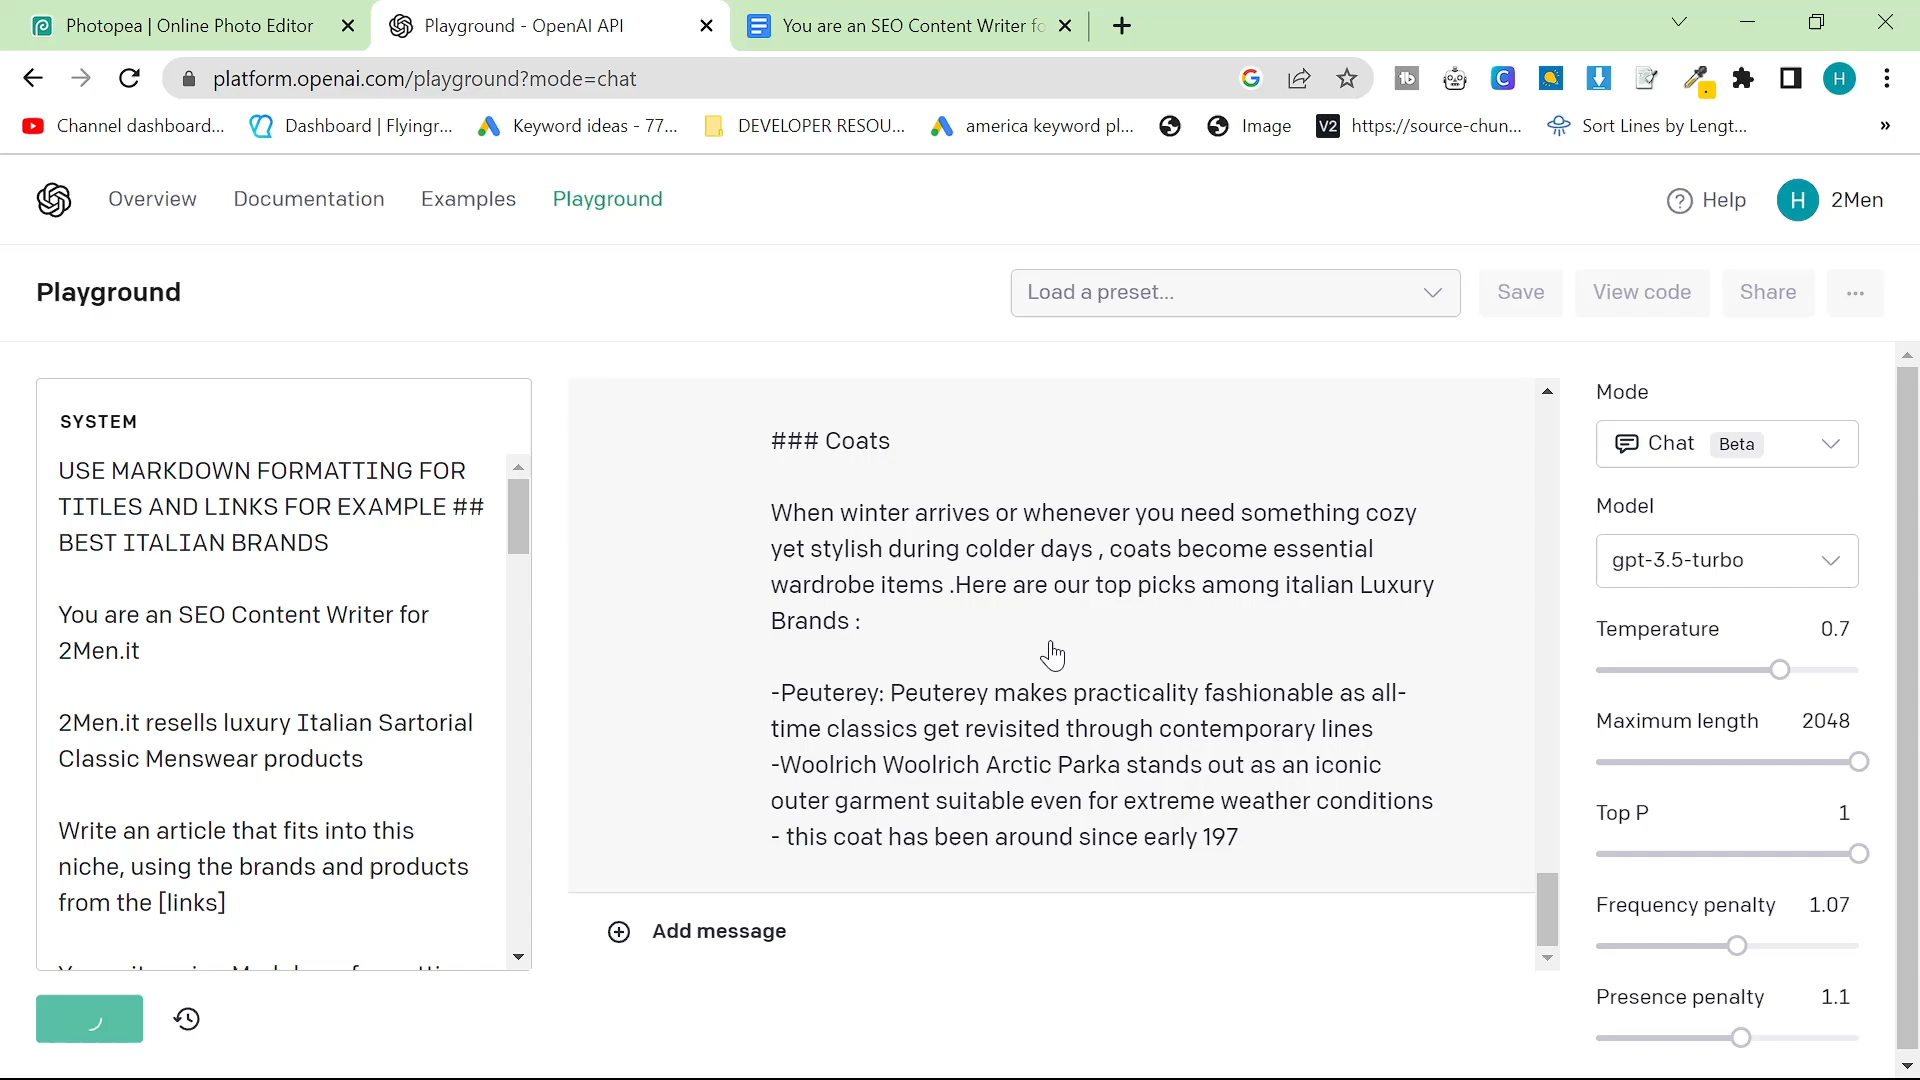 Photopea | Online Photo Editor
Playground - OpenAI API
You are an SEO Content Writer fo
platform.openai.com/playground?mode=chat
Channel dashboard...
Dashboard | Flyingr...
Keyword ideas - 77...
DEVELOPER RESOU...
america keyword pl...
Image
V2
https://source-chun...
Sort Lines by Lengt...
»
Overview
Documentation
Examples
Playground
Help
H
2Men
Playground
Load a preset...
Save
View code
Share
...
SYSTEM
USE MARKDOWN FORMATTING FOR
TITLES AND LINKS FOR EXAMPLE ##
BEST ITALIAN BRANDS
You are an SEO Content Writer for
2Men.it
2Men.it resells luxury Italian Sartorial
Classic Menswear products
Write an article that fits into this
niche, using the brands and products
from the [links]
### Coats
When winter arrives or whenever you need something cozy
yet stylish during colder days , coats become essential
wardrobe items .Here are our top picks among italian Luxury
Brands :
-Peuterey: Peuterey makes practicality fashionable as all-
time classics get revisited through contemporary lines
-Woolrich Woolrich Arctic Parka stands out as an iconic
outer garment suitable even for extreme weather conditions
- this coat has been around since early 197
Add message
Mode
Chat Beta
Model
gpt-3.5-turbo
Temperature 0.7
Maximum length 2048
Top P 1
Frequency penalty 1.07
Presence penalty 1.1